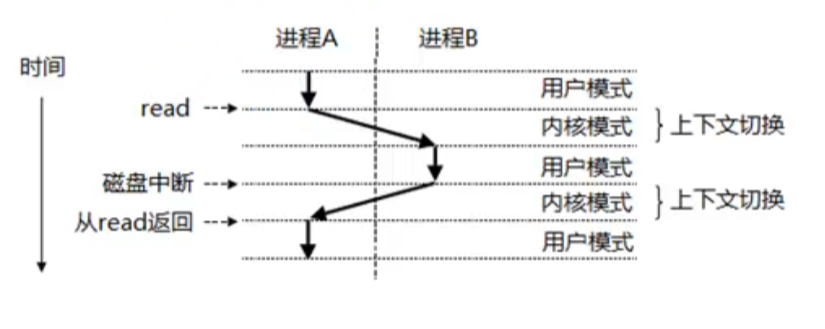 进程A 进程B
时间
用户模式
read
内核模式 } 上下文切换
用户模式
磁盘中断
内核模式 } 上下文切换
从read返回
用户模式